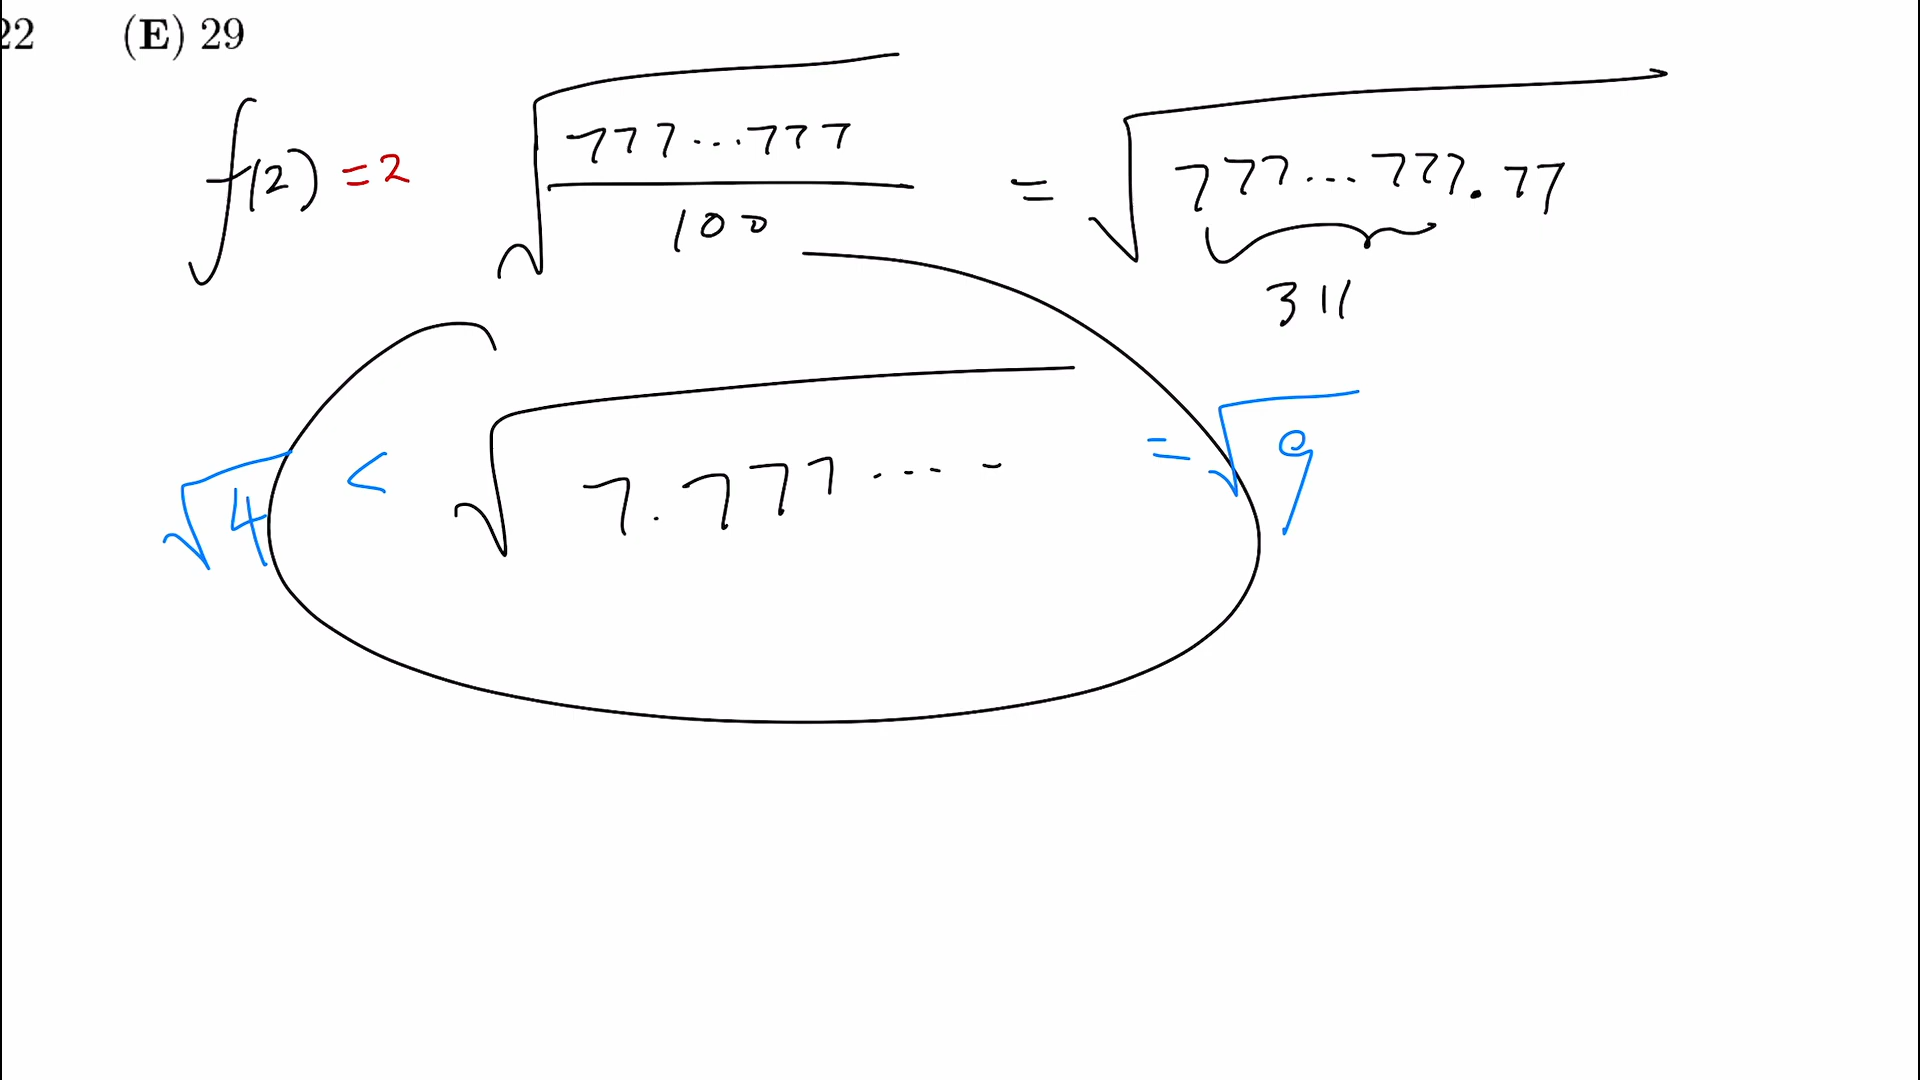 22 (E) 29
f(2) = 2 √(777...777/100) = √777...777.77
311
√4 < √7.777..... = √9